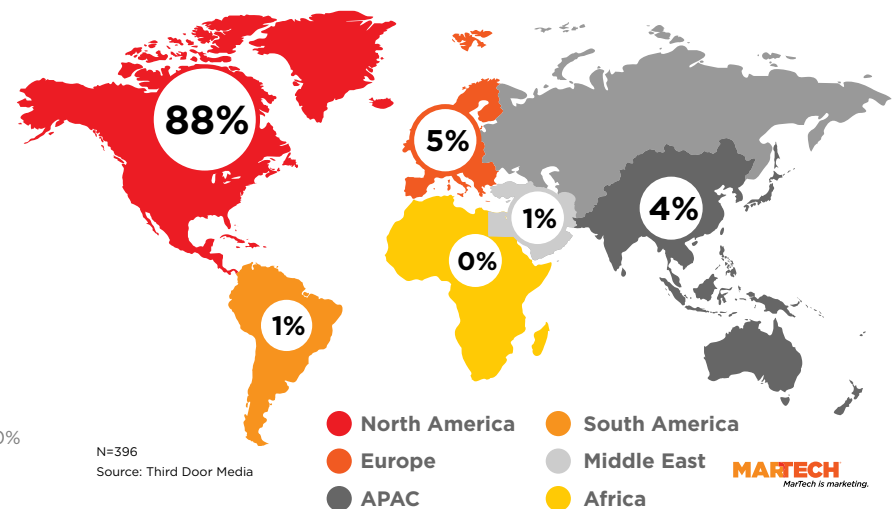 88%
5%
4%
1%
0%
1%
North America
South America
0%
N=396
Europe
Middle East
Source: Third Door Media
MARTECH
MarTech is marketing.
APAC
Africa